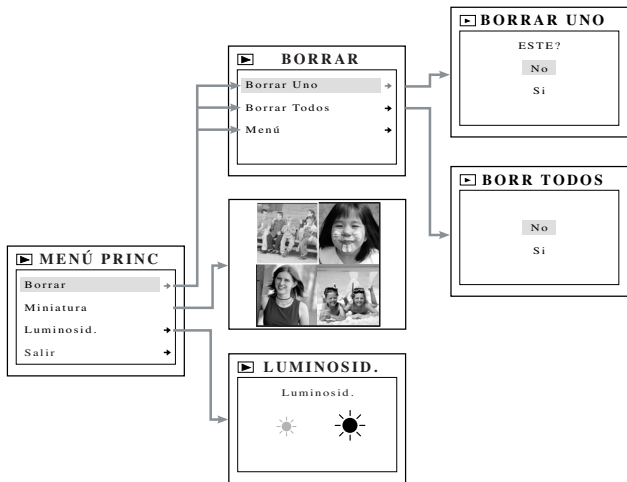 BORRAR
Borrar Uno
Borrar Todos
Menú
BORRAR UNO
ESTE?
No
Si
BORR TODOS
No
Si
MENÚ PRINC
Borrar
Miniatura
Luminosid.
Salir
LUMINOSID.
Luminosid.